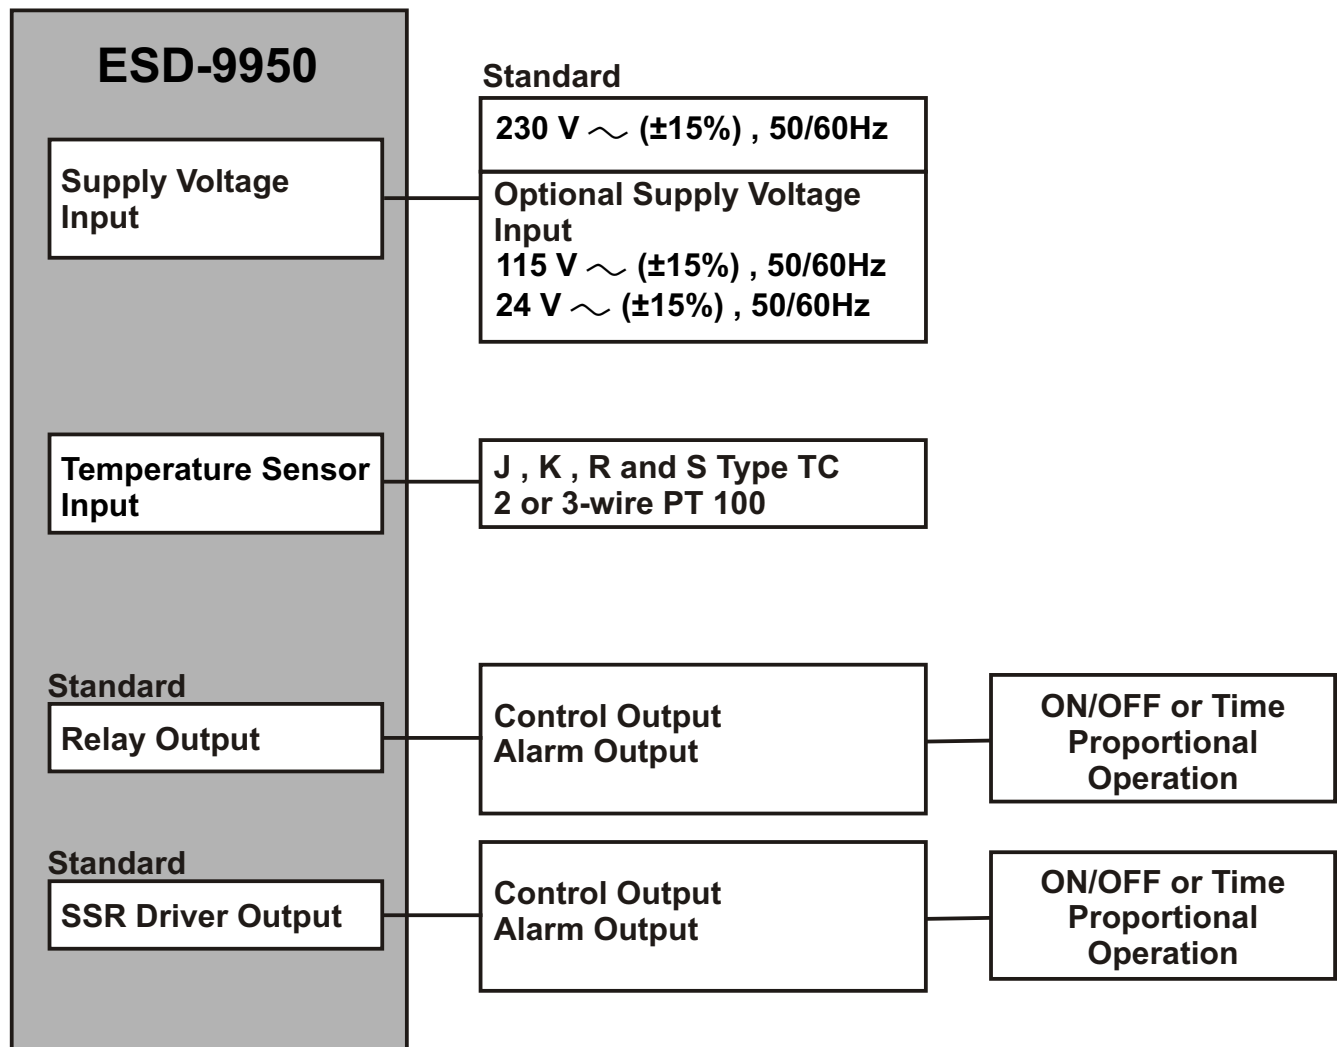 ESD-9950
Standard
230 V ～ (±15%) , 50/60Hz
Supply Voltage
Input
Optional Supply Voltage
Input
115 V ～ (±15%) , 50/60Hz
24 V ～ (±15%) , 50/60Hz
Temperature Sensor
Input
J , K , R and S Type TC
2 or 3-wire PT 100
Standard
Relay Output
Control Output
Alarm Output
ON/OFF or Time
Proportional
Operation
Standard
SSR Driver Output
Control Output
Alarm Output
ON/OFF or Time
Proportional
Operation